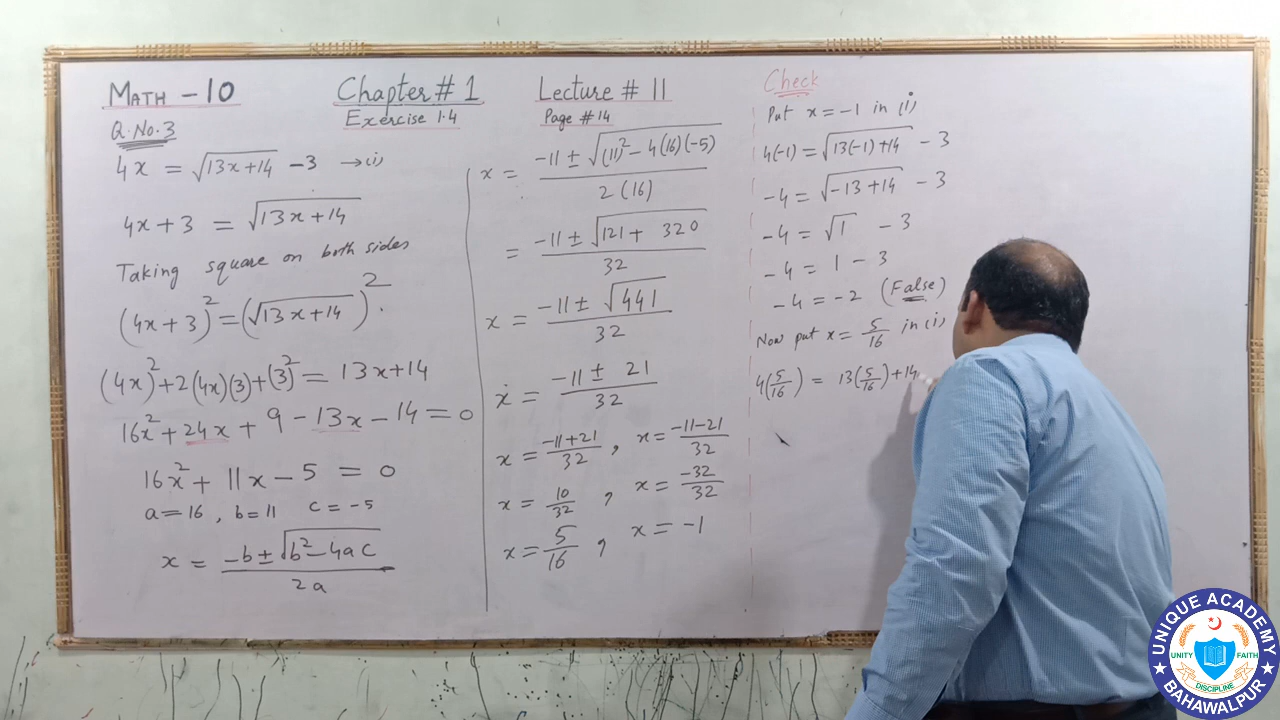 MATH - 10
Chapter # 1
Lecture # 11
Exercise 1.4
Page # 14
Q.No.3
4x = √(13x+14) - 3 → (i)
4x + 3 = √(13x + 14)
Taking square on both sides
(4x + 3)² = (√(13x + 14))²
(4x)² + 2(4x)(3) + (3)² = 13x + 14
16x² + 24x + 9 - 13x - 14 = 0
16x² + 11x - 5 = 0
a = 16 , b = 11 c = -5
x = (-b ± √(b² - 4ac)) / 2a
x = (-11 ± √((11)² - 4(16)(-5))) / 2(16)
= (-11 ± √(121 + 320)) / 32
x = (-11 ± √441) / 32
x = (-11 ± 21) / 32
x = (-11+21)/32 , x = (-11-21)/32
x = 10/32 , x = -32/32
x = 5/16 , x = -1
Check
Put x = -1 in (i)
4(-1) = √(13(-1)+14) - 3
-4 = √(-13+14) - 3
-4 = √1 - 3
-4 = 1 - 3
-4 = -2 (False)
Now put x = 5/16 in (i)
4(5/16) = 13(5/16)+14
UNIQUE ACADEMY
UNITY FAITH
DISCIPLINE
BAHAWALPUR